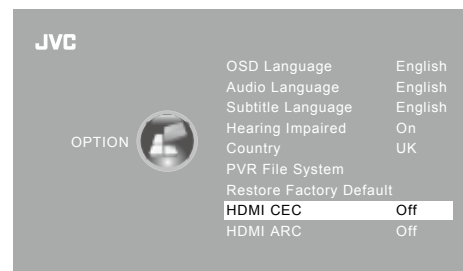 JVC
OPTION
OSD Language English
Audio Language English
Subtitle Language English
Hearing Impaired On
Country UK
PVR File System
Restore Factory Default
HDMI CEC Off
HDMI ARC Off